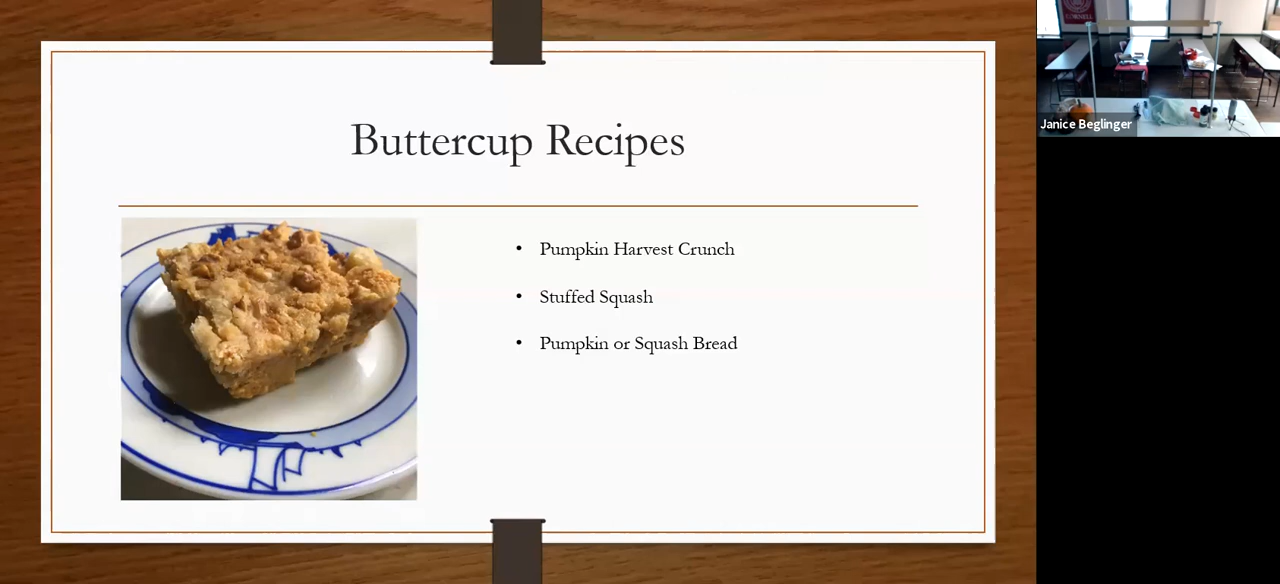 Buttercup Recipes
• Pumpkin Harvest Crunch
• Stuffed Squash
• Pumpkin or Squash Bread
Janice Beglinger